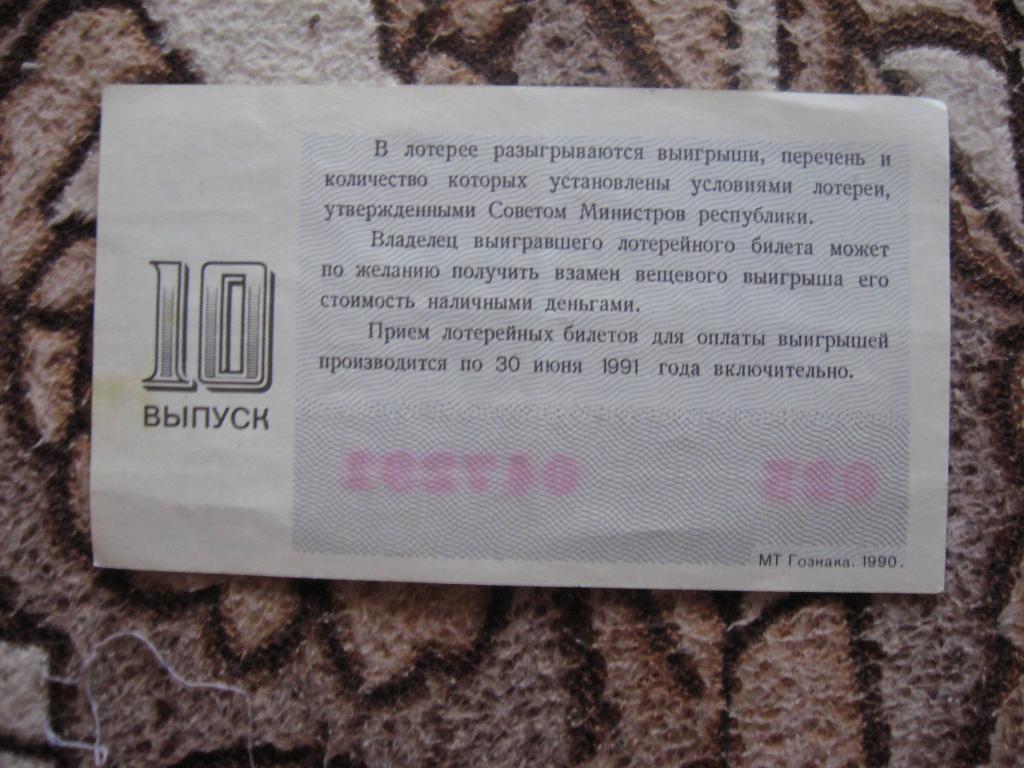 В лотерее разыгрываются выигрыши, перечень и
количество которых установлены условиями лотереи,
утвержденными Советом Министров республики.
Владелец выигравшего лотерейного билета может
по желанию получить взамен вещевого выигрыша его
стоимость наличными деньгами.
Прием лотерейных билетов для оплаты выигрышей
производится по 30 июня 1991 года включительно.
10
ВЫПУСК
МТ Гознака. 1990.